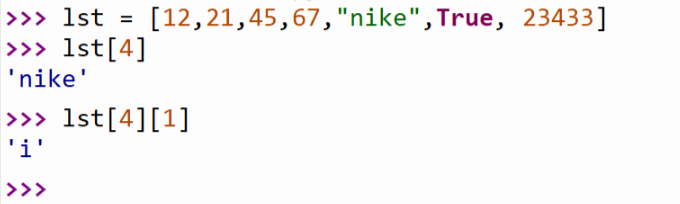 >>> lst = [12,21,45,67,"nike",True, 23433]
>>> lst[4]
'nike'
>>> lst[4][1]
'i'
>>>